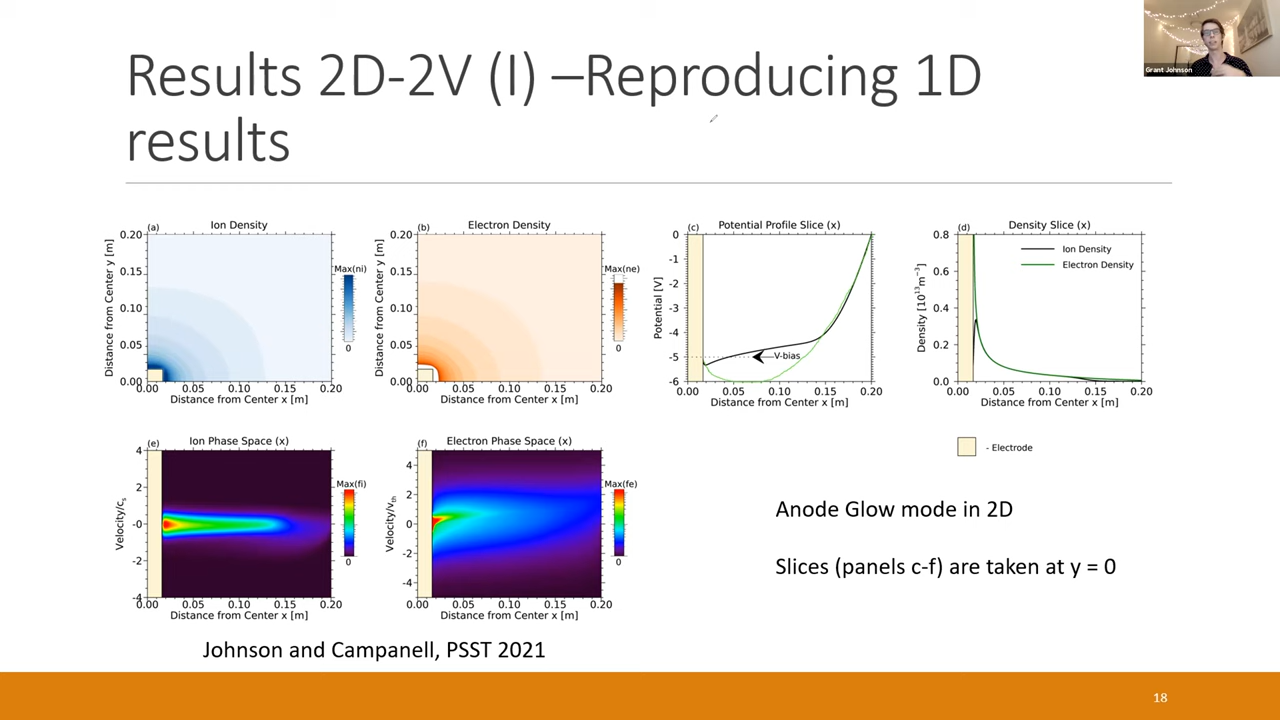 Results 2D-2V (I) –Reproducing 1D
results
Grant Johnson
(a) Ion Density
0.20
0.15
0.10
0.05
0.00
0.00 0.05 0.10 0.15 0.20
Distance from Center y [m]
Distance from Center x [m]
Max(ni)
0
(b) Electron Density
0.20
0.15
0.10
0.05
0.00
0.00 0.05 0.10 0.15 0.20
Distance from Center y [m]
Distance from Center x [m]
Max(ne)
0
(c) Potential Profile Slice (x)
0
-1
-2
-3
-4
-5
-6
V-bias
0.00 0.05 0.10 0.15 0.20
Potential [V]
Distance from Center x [m]
(d) Density Slice (x)
0.8
0.6
0.4
0.2
0.0
Ion Density
Electron Density
0.00 0.05 0.10 0.15 0.20
Density [10¹³m⁻³]
Distance from Center x [m]
(e) Ion Phase Space (x)
4
2
-0
-2
-4
0.00 0.05 0.10 0.15 0.20
Velocity/cₛ
Distance from Center x [m]
Max(fi)
0
(f) Electron Phase Space (x)
4
2
0
-2
-4
0.00 0.05 0.10 0.15 0.20
Velocity/vₜₕ
Distance from Center x [m]
Max(fe)
0
- Electrode
Anode Glow mode in 2D
Slices (panels c-f) are taken at y = 0
Johnson and Campanell, PSST 2021
18